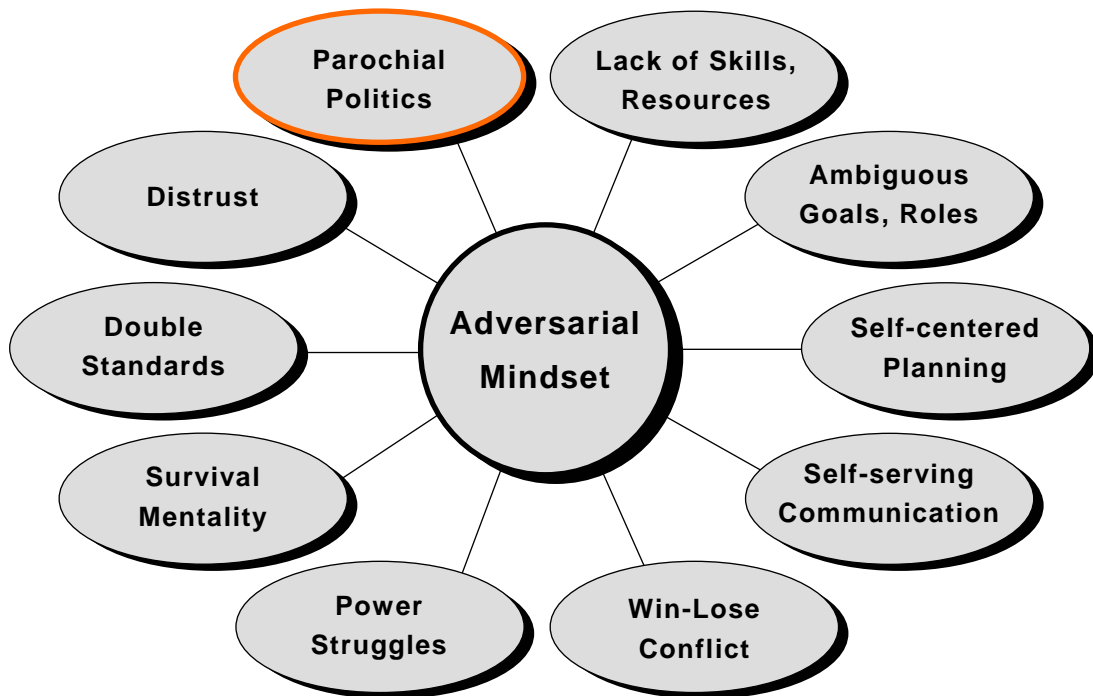 Parochial
Politics
Lack of Skills,
Resources
Distrust
Ambiguous
Goals, Roles
Adversarial
Mindset
Double
Standards
Self-centered
Planning
Survival
Mentality
Self-serving
Communication
Power
Struggles
Win-Lose
Conflict